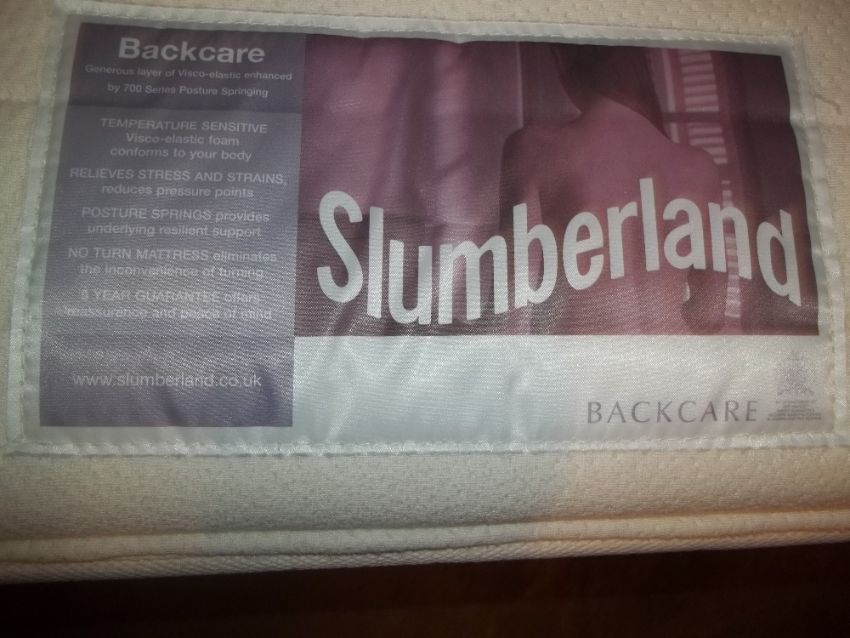 Backcare
Generous layer of Visco-elastic enhanced
by 700 Series Posture Springing
TEMPERATURE SENSITIVE
Visco-elastic foam
conforms to your body
RELIEVES STRESS AND STRAINS,
reduces pressure points
POSTURE SPRINGS provides
underlying resilient support
NO TURN MATTRESS eliminates
the inconvenience of turning
5 YEAR GUARANTEE offers
reassurance and peace of mind
www.slumberland.co.uk
Slumberland
BACKCARE